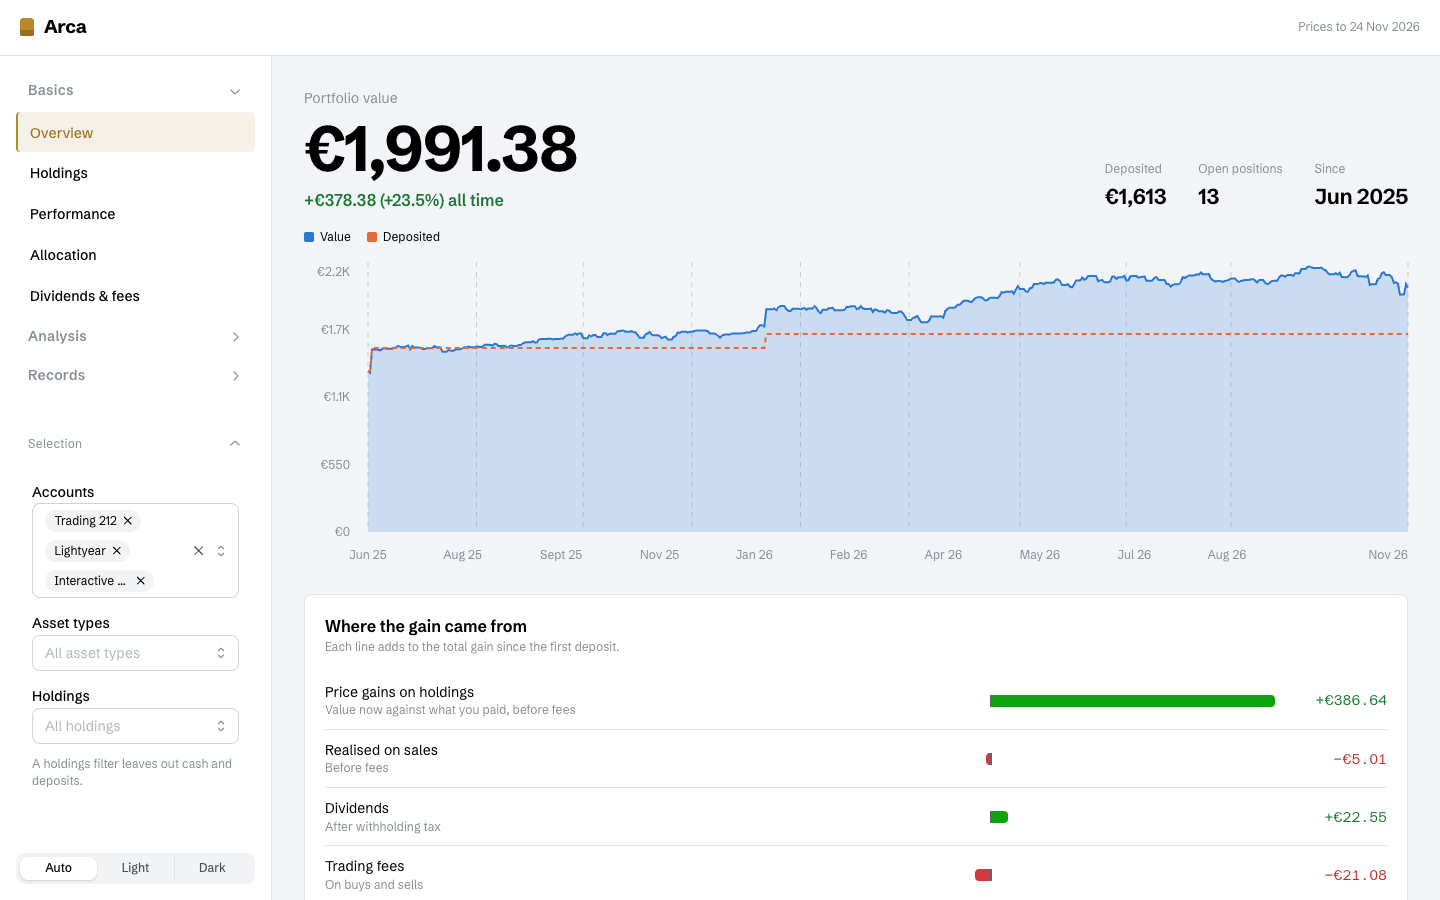 Arca
Prices to 24 Nov 2026
Basics
Overview
Holdings
Performance
Allocation
Dividends & fees
Analysis
Records
Selection
Accounts
Trading 212
Lightyear
Interactive ...
Asset types
All asset types
Holdings
All holdings
A holdings filter leaves out cash and
deposits.
Auto Light Dark
Portfolio value
€1,991.38
+€378.38 (+23.5%) all time
Deposited Open positions Since
€1,613 13 Jun 2025
Value Deposited
€2.2K
€1.7K
€1.1K
€550
€0
Jun 25 Aug 25 Sept 25 Nov 25 Jan 26 Feb 26 Apr 26 May 26 Jul 26 Aug 26 Nov 26
Where the gain came from
Each line adds to the total gain since the first deposit.
Price gains on holdings
Value now against what you paid, before fees
+€386.64
Realised on sales
Before fees
−€5.01
Dividends
After withholding tax
+€22.55
Trading fees
On buys and sells
−€21.08